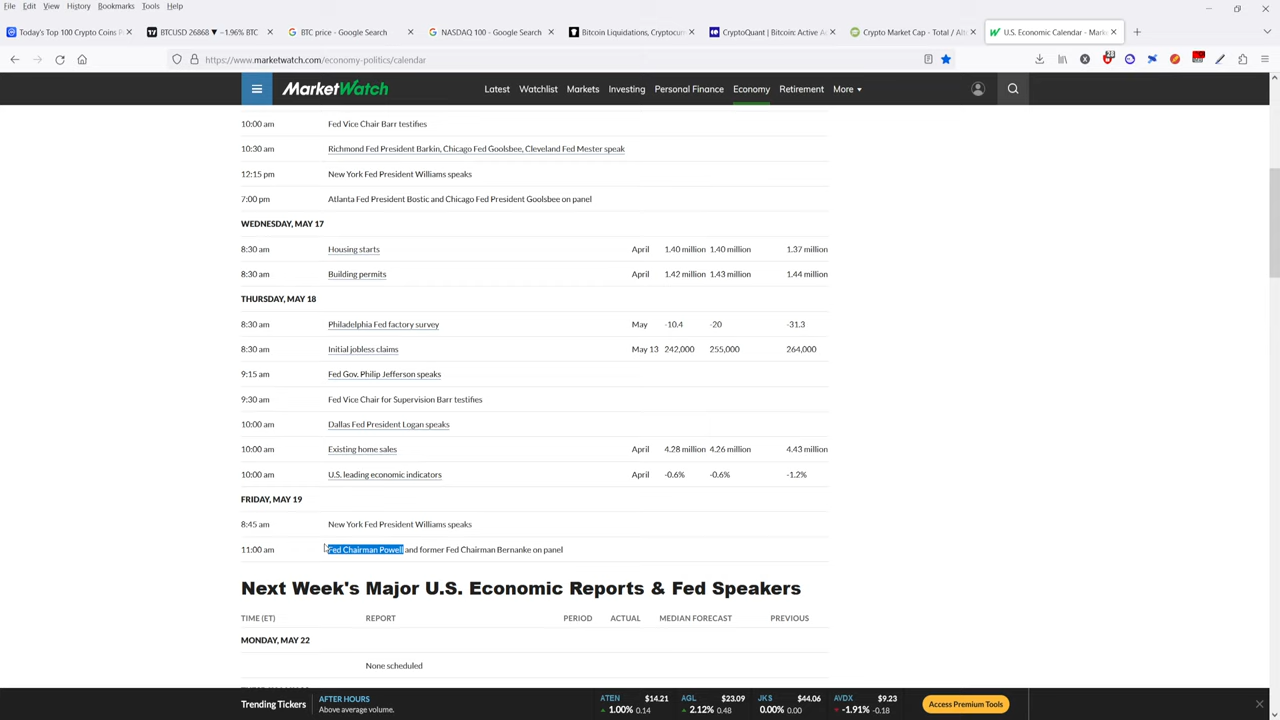 File Edit View History Bookmarks Tools Help
Today's Top 100 Crypto Coins P
BTCUSD 26868 ▼ −1.96% BTC
BTC price - Google Search
NASDAQ 100 - Google Search
Bitcoin Liquidations, Cryptocur
CryptoQuant | Bitcoin: Active A
Crypto Market Cap - Total / Alt
U.S. Economic Calendar - Mark
https://www.marketwatch.com/economy-politics/calendar
MarketWatch Latest Watchlist Markets Investing Personal Finance Economy Retirement More
10:00 am Fed Vice Chair Barr testifies
10:30 am Richmond Fed President Barkin, Chicago Fed Goolsbee, Cleveland Fed Mester speak
12:15 pm New York Fed President Williams speaks
7:00 pm Atlanta Fed President Bostic and Chicago Fed President Goolsbee on panel
WEDNESDAY, MAY 17
8:30 am Housing starts April 1.40 million 1.40 million 1.37 million
8:30 am Building permits April 1.42 million 1.43 million 1.44 million
THURSDAY, MAY 18
8:30 am Philadelphia Fed factory survey May -10.4 -20 -31.3
8:30 am Initial jobless claims May 13 242,000 255,000 264,000
9:15 am Fed Gov. Philip Jefferson speaks
9:30 am Fed Vice Chair for Supervision Barr testifies
10:00 am Dallas Fed President Logan speaks
10:00 am Existing home sales April 4.28 million 4.26 million 4.43 million
10:00 am U.S. leading economic indicators April -0.6% -0.6% -1.2%
FRIDAY, MAY 19
8:45 am New York Fed President Williams speaks
11:00 am Fed Chairman Powell and former Fed Chairman Bernanke on panel
Next Week's Major U.S. Economic Reports & Fed Speakers
TIME (ET) REPORT PERIOD ACTUAL MEDIAN FORECAST PREVIOUS
MONDAY, MAY 22
None scheduled
Trending Tickers
AFTER HOURS
Above average volume.
ATEN $14.21
1.00% 0.14
AGL $23.09
2.12% 0.48
JKS $44.06
0.00% 0.00
AVDX $9.23
-1.91% -0.18
Access Premium Tools